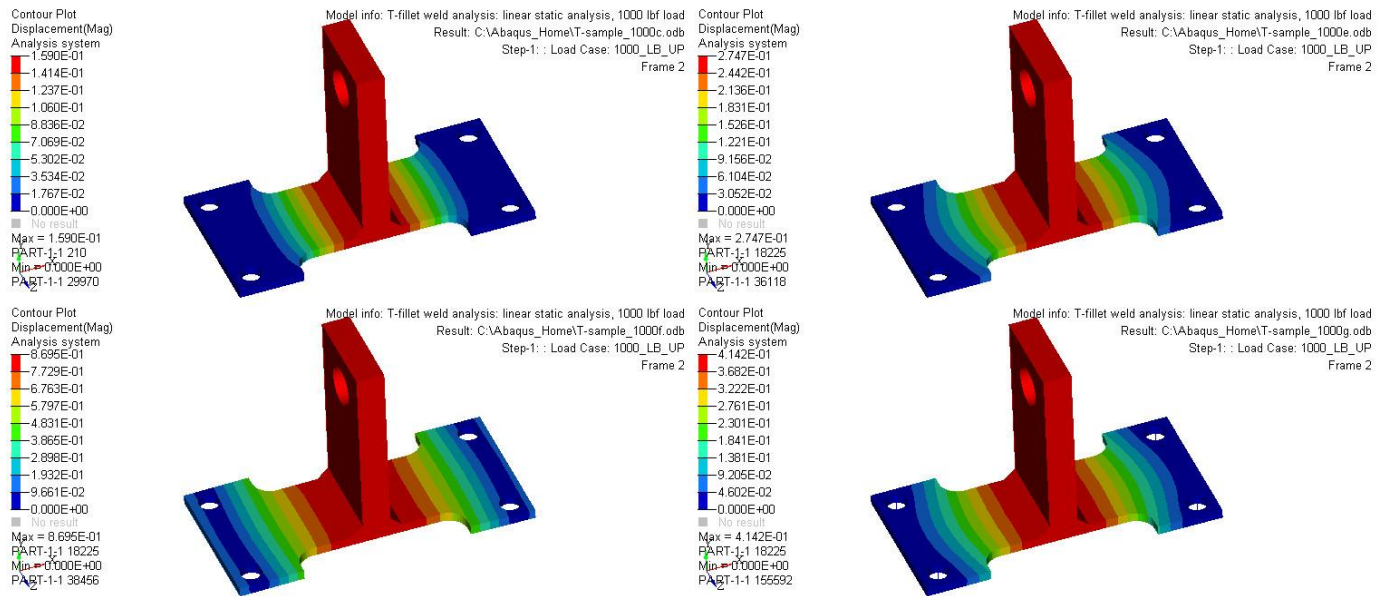 Contour Plot
Displacement(Mag)
Analysis system
1.590E-01
1.414E-01
1.237E-01
1.060E-01
8.836E-02
7.069E-02
5.302E-02
3.534E-02
1.767E-02
0.000E+00
No result
Max = 1.590E-01
PART-1-1 210
Min = 0.000E+00
PART-1-1 29970
Y
X
Z
Model info: T-fillet weld analysis: linear static analysis, 1000 lbf load
Result: C:\Abaqus_Home\T-sample_1000c.odb
Step-1: : Load Case: 1000_LB_UP
Frame 2
Contour Plot
Displacement(Mag)
Analysis system
2.747E-01
2.442E-01
2.136E-01
1.831E-01
1.526E-01
1.221E-01
9.156E-02
6.104E-02
3.052E-02
0.000E+00
No result
Max = 2.747E-01
PART-1-1 18225
Min = 0.000E+00
PART-1-1 36118
Y
X
Z
Model info: T-fillet weld analysis: linear static analysis, 1000 lbf load
Result: C:\Abaqus_Home\T-sample_1000e.odb
Step-1: : Load Case: 1000_LB_UP
Frame 2
Contour Plot
Displacement(Mag)
Analysis system
8.695E-01
7.729E-01
6.763E-01
5.797E-01
4.831E-01
3.865E-01
2.898E-01
1.932E-01
9.661E-02
0.000E+00
No result
Max = 8.695E-01
PART-1-1 18225
Min = 0.000E+00
PART-1-1 38456
Y
X
Z
Model info: T-fillet weld analysis: linear static analysis, 1000 lbf load
Result: C:\Abaqus_Home\T-sample_1000f.odb
Step-1: : Load Case: 1000_LB_UP
Frame 2
Contour Plot
Displacement(Mag)
Analysis system
4.142E-01
3.682E-01
3.222E-01
2.761E-01
2.301E-01
1.841E-01
1.381E-01
9.205E-02
4.602E-02
0.000E+00
No result
Max = 4.142E-01
PART-1-1 18225
Min = 0.000E+00
PART-1-1 155592
Y
X
Z
Model info: T-fillet weld analysis: linear static analysis, 1000 lbf load
Result: C:\Abaqus_Home\T-sample_1000g.odb
Step-1: : Load Case: 1000_LB_UP
Frame 2